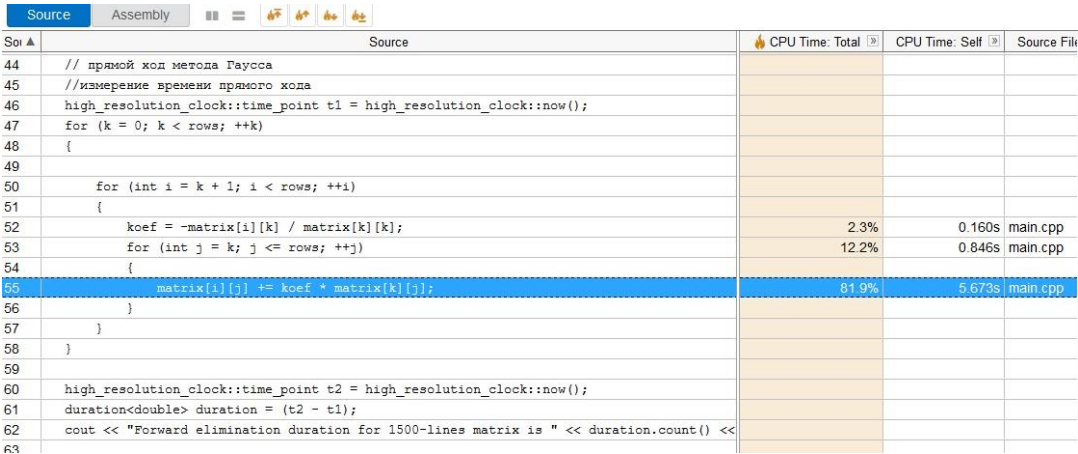 Source Assembly
Sou Source CPU Time: Total CPU Time: Self Source File
44 // прямой ход метода Гаусса
45 //измерение времени прямого хода
46 high_resolution_clock::time_point t1 = high_resolution_clock::now();
47 for (k = 0; k < rows; ++k)
48 {
49
50 for (int i = k + 1; i < rows; ++i)
51 {
52 koef = -matrix[i][k] / matrix[k][k]; 2.3% 0.160s main.cpp
53 for (int j = k; j <= rows; ++j) 12.2% 0.846s main.cpp
54 {
55 matrix[i][j] += koef * matrix[k][j]; 81.9% 5.673s main.cpp
56 }
57 }
58 }
59
60 high_resolution_clock::time_point t2 = high_resolution_clock::now();
61 duration<double> duration = (t2 - t1);
62 cout << "Forward elimination duration for 1500-lines matrix is " << duration.count() <<
63